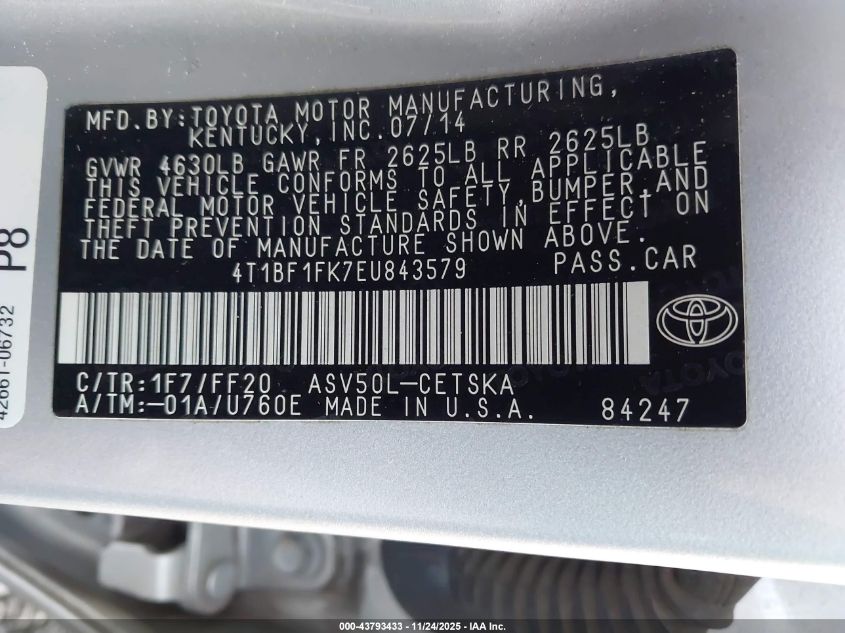 MFD. BY: TOYOTA MOTOR MANUFACTURING,
KENTUCKY, INC. 07/14
GVWR 4630LB GAWR FR 2625LB RR 2625LB
THIS VEHICLE CONFORMS TO ALL APPLICABLE
FEDERAL MOTOR VEHICLE SAFETY, BUMPER, AND
THEFT PREVENTION STANDARDS IN EFFECT ON
THE DATE OF MANUFACTURE SHOWN ABOVE.
4T1BF1FK7EU843579 PASS. CAR
C/TR: 1F7/FF20 ASV50L-CETSKA
A/TM: -01A/U760E MADE IN U.S.A. 84247
P8
42661-06732
000-43793433 - 11/24/2025 - IAA Inc.